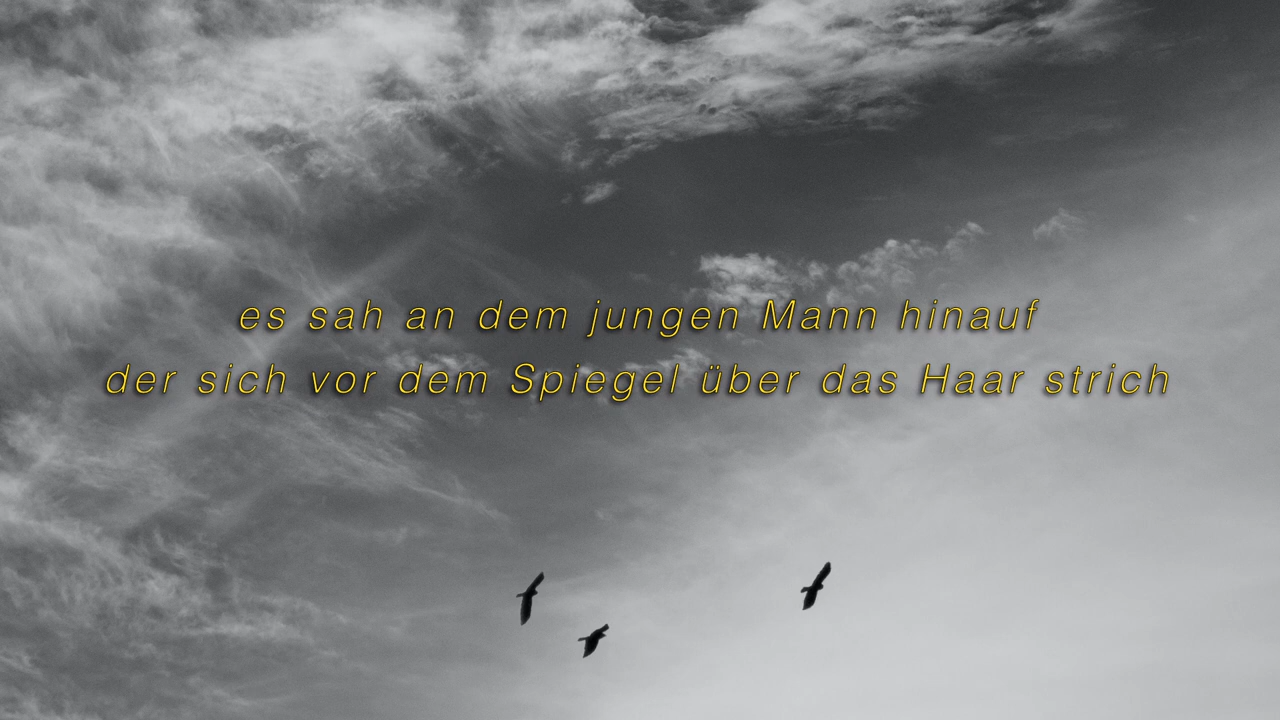 es sah an dem jungen Mann hinauf
der sich vor dem Spiegel über das Haar strich